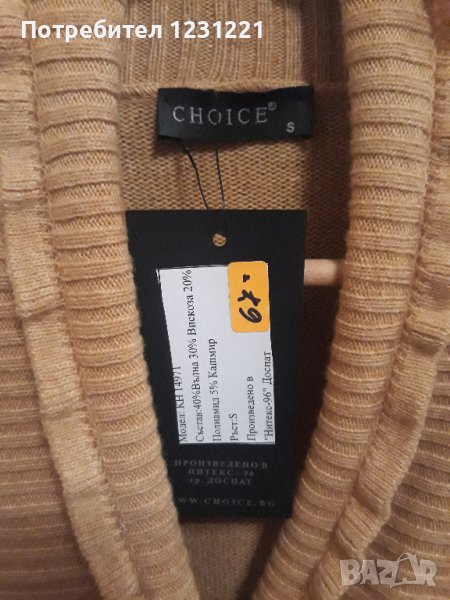 Потребител 1231221
CHOICE®
S
67.-
Модел: КН 14971
Състав:40%Вълна 30% Вискоза 20%
Полиамид 5% Кашмир
Ръст:S
Произведено в
"Нитекс-96" Доспат
ПРОИЗВЕДЕНО В
НИТЕКС - 96
гр. ДОСПАТ
WWW.CHOICE.BG
BAZAR